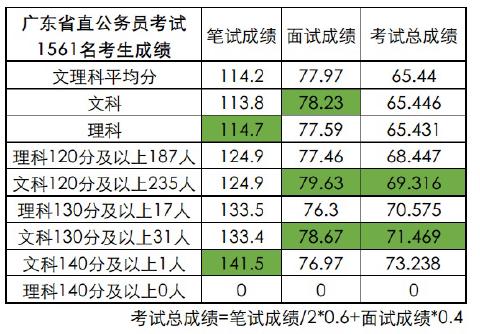 广东省直公务员考试
1561名考生成绩 笔试成绩 面试成绩 考试总成绩
文理科平均分 114.2 77.97 65.44
文科 113.8 78.23 65.446
理科 114.7 77.59 65.431
理科120分及以上187人 124.9 77.46 68.447
文科120分及以上235人 124.9 79.63 69.316
理科130分及以上17人 133.5 76.3 70.575
文科130分及以上31人 133.4 78.67 71.469
文科140分及以上1人 141.5 76.97 73.238
理科140分及以上0人 0 0 0
考试总成绩=笔试成绩/2*0.6+面试成绩*0.4